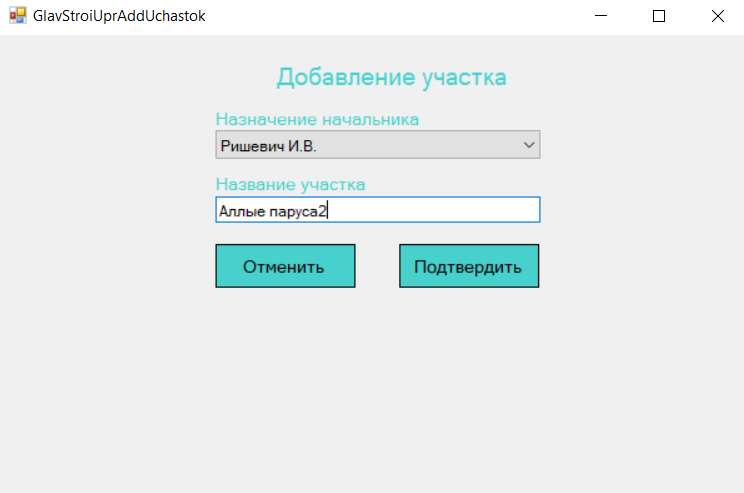 GlavStroiUprAddUchastok
Добавление участка
Назначение начальника
Ришевич И.В.
Название участка
Аллые паруса2
Отменить
Подтвердить